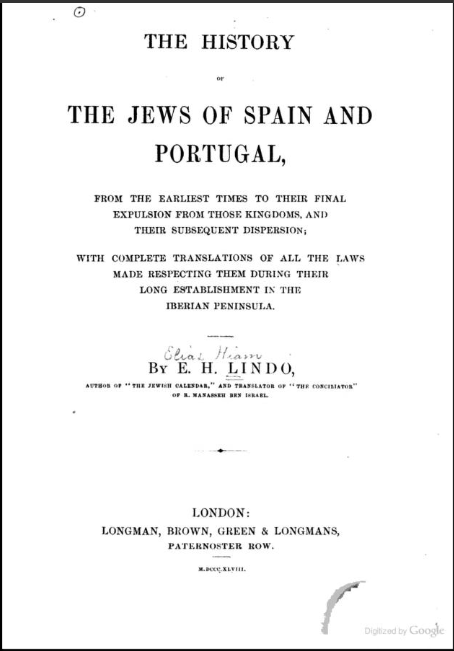 THE HISTORY
OF
THE JEWS OF SPAIN AND
PORTUGAL,
FROM THE EARLIEST TIMES TO THEIR FINAL
EXPULSION FROM THOSE KINGDOMS, AND
THEIR SUBSEQUENT DISPERSION;
WITH COMPLETE TRANSLATIONS OF ALL THE LAWS
MADE RESPECTING THEM DURING THEIR
LONG ESTABLISHMENT IN THE
IBERIAN PENINSULA.
Elias Hiam
BY E. H. LINDO,
AUTHOR OF "THE JEWISH CALENDAR," AND TRANSLATOR OF "THE CONCILIATOR"
OF R. MANASSEH BEN ISRAEL.
LONDON:
LONGMAN, BROWN, GREEN & LONGMANS,
PATERNOSTER ROW.
M.DCCC.XLVIII.
Digitized by Google